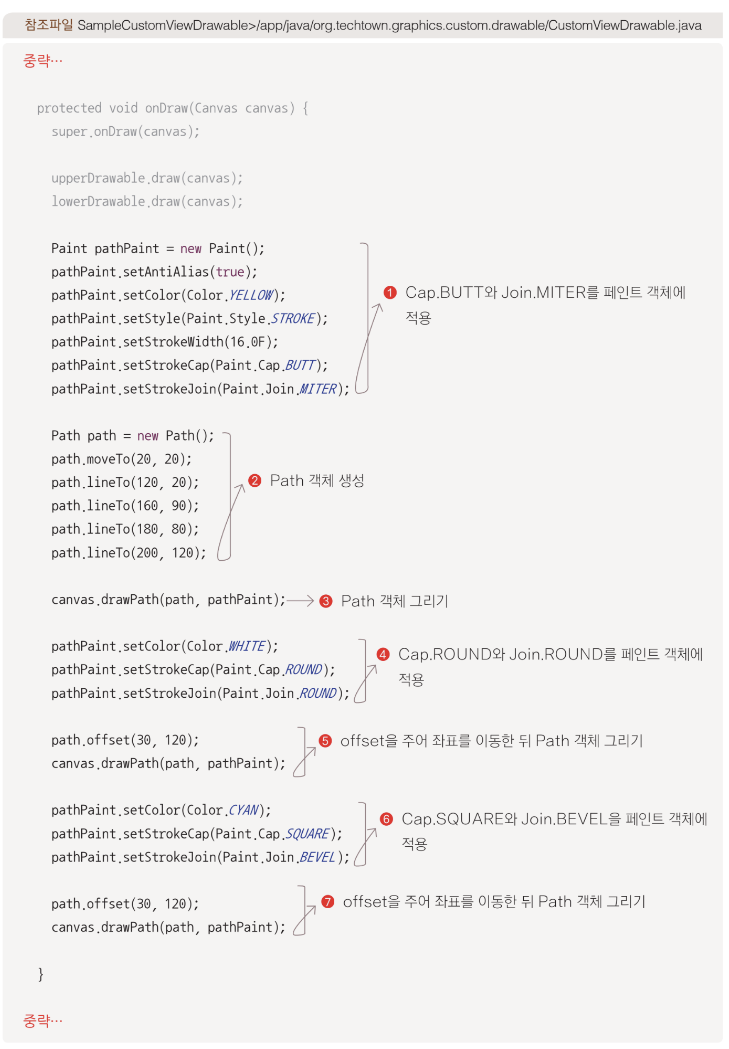 참조파일 SampleCustomViewDrawable>/app/java/org.techtown.graphics.custom.drawable/CustomViewDrawable.java
중략…
protected void onDraw(Canvas canvas) {
super.onDraw(canvas);
upperDrawable.draw(canvas);
lowerDrawable.draw(canvas);
Paint pathPaint = new Paint();
pathPaint.setAntiAlias(true);
pathPaint.setColor(Color.YELLOW);
pathPaint.setStyle(Paint.Style.STROKE);
pathPaint.setStrokeWidth(16.0F);
pathPaint.setStrokeCap(Paint.Cap.BUTT);
pathPaint.setStrokeJoin(Paint.Join.MITER);
❶ Cap.BUTT와 Join.MITER를 페인트 객체에
적용
Path path = new Path();
path.moveTo(20, 20);
path.lineTo(120, 20);
path.lineTo(160, 90);
path.lineTo(180, 80);
path.lineTo(200, 120);
❷ Path 객체 생성
canvas.drawPath(path, pathPaint); ❸ Path 객체 그리기
pathPaint.setColor(Color.WHITE);
pathPaint.setStrokeCap(Paint.Cap.ROUND);
pathPaint.setStrokeJoin(Paint.Join.ROUND);
❹ Cap.ROUND와 Join.ROUND를 페인트 객체에
적용
path.offset(30, 120);
canvas.drawPath(path, pathPaint);
❺ offset을 주어 좌표를 이동한 뒤 Path 객체 그리기
pathPaint.setColor(Color.CYAN);
pathPaint.setStrokeCap(Paint.Cap.SQUARE);
pathPaint.setStrokeJoin(Paint.Join.BEVEL);
❻ Cap.SQUARE와 Join.BEVEL을 페인트 객체에
적용
path.offset(30, 120);
canvas.drawPath(path, pathPaint);
❼ offset을 주어 좌표를 이동한 뒤 Path 객체 그리기
}
중략…